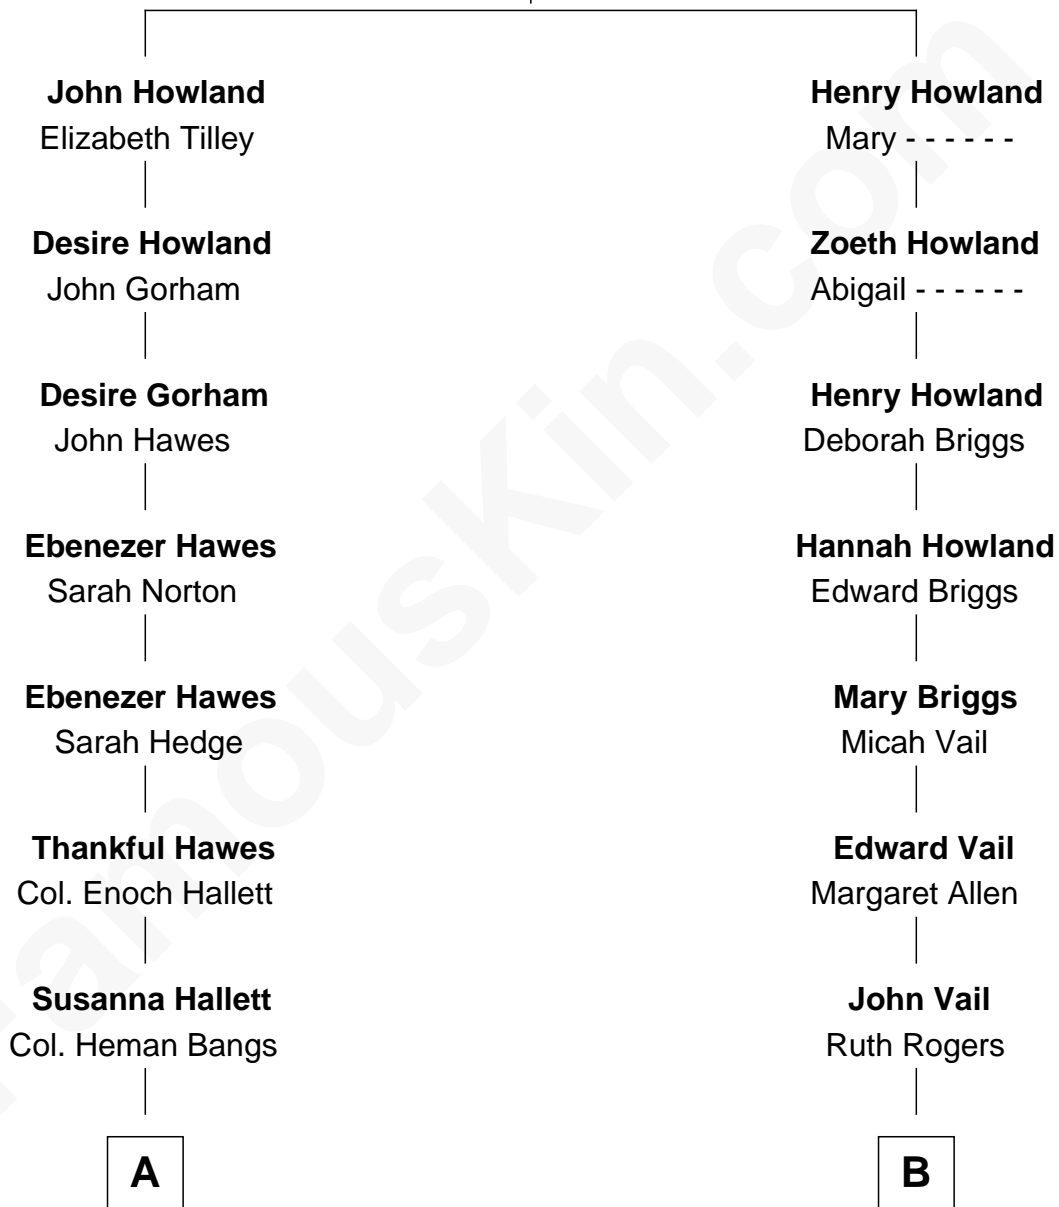 John Howland
Elizabeth Tilley
Desire Howland
John Gorham
Desire Gorham
John Hawes
Ebenezer Hawes
Sarah Norton
Ebenezer Hawes
Sarah Hedge
Thankful Hawes
Col. Enoch Hallett
Susanna Hallett
Col. Heman Bangs
A
Henry Howland
Mary - - - - - -
Zoeth Howland
Abigail - - - - - -
Henry Howland
Deborah Briggs
Hannah Howland
Edward Briggs
Mary Briggs
Micah Vail
Edward Vail
Margaret Allen
John Vail
Ruth Rogers
B
FamousKin.com